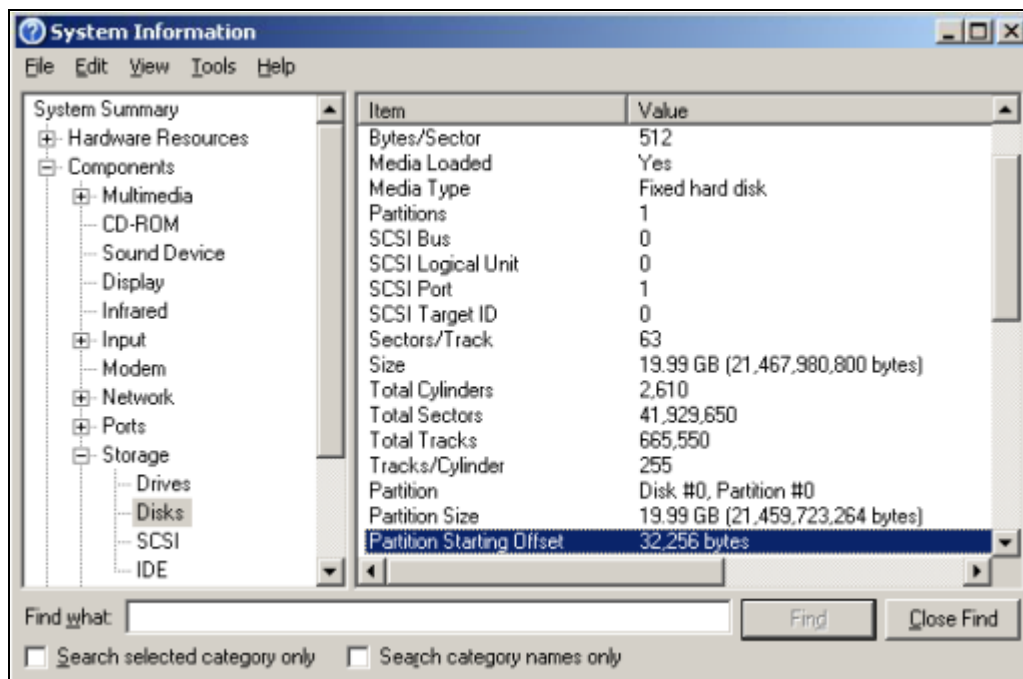 System Information
File Edit View Tools Help
System Summary
Hardware Resources
Components
Multimedia
CD-ROM
Sound Device
Display
Infrared
Input
Modem
Network
Ports
Storage
Drives
Disks
SCSI
IDE
Item Value
Bytes/Sector 512
Media Loaded Yes
Media Type Fixed hard disk
Partitions 1
SCSI Bus 0
SCSI Logical Unit 0
SCSI Port 1
SCSI Target ID 0
Sectors/Track 63
Size 19.99 GB (21,467,980,800 bytes)
Total Cylinders 2,610
Total Sectors 41,929,650
Total Tracks 665,550
Tracks/Cylinder 255
Partition Disk #0, Partition #0
Partition Size 19.99 GB (21,459,723,264 bytes)
Partition Starting Offset 32,256 bytes
Find what: Find Close Find
Search selected category only Search category names only